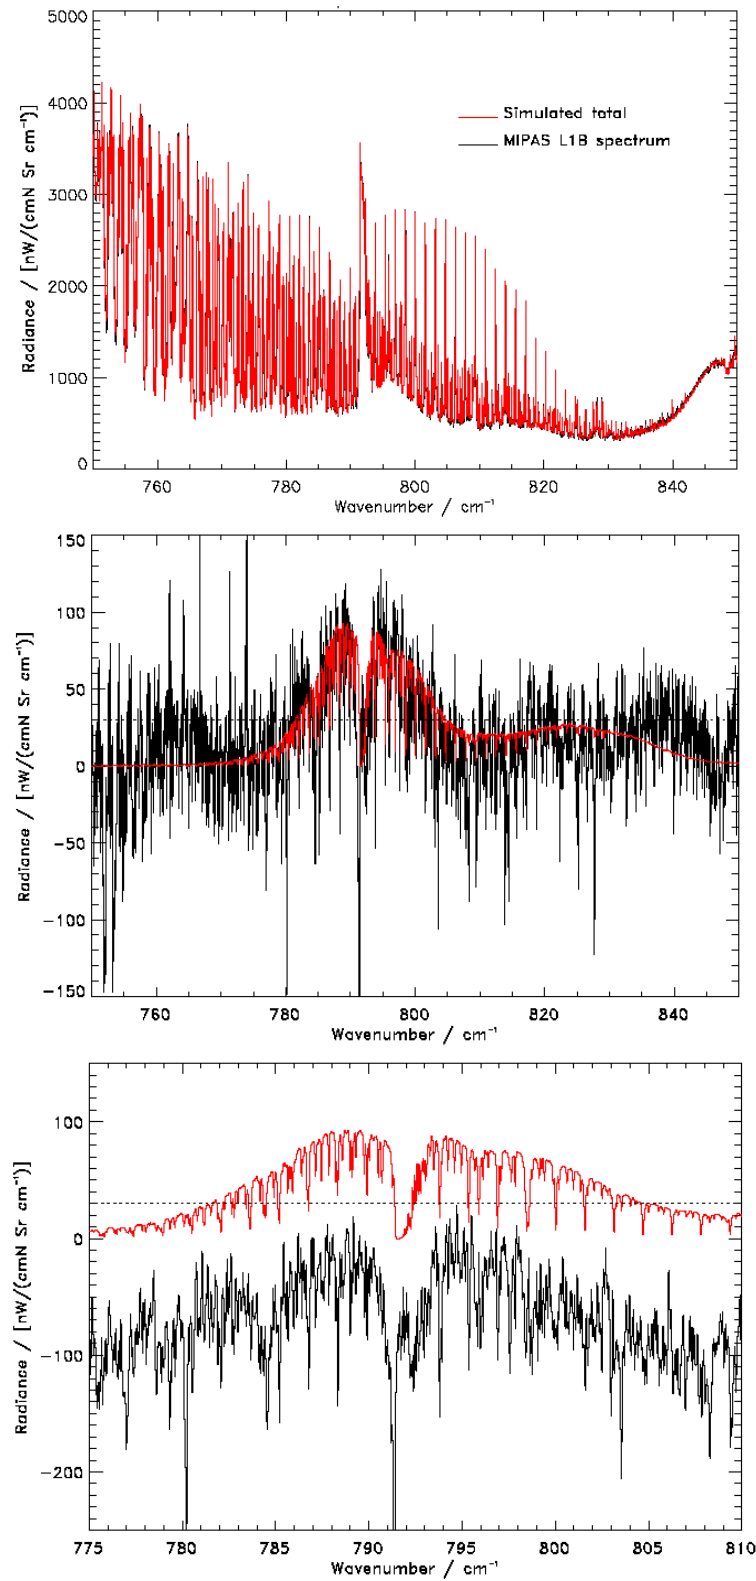 5000
4000
3000
2000
1000
0
Radiance / [nW/(cmN Sr cm⁻¹)]
Simulated total
MIPAS L1B spectrum
760 780 800 820 840
Wavenumber / cm⁻¹
150
100
50
0
−50
−100
−150
Radiance / [nW/(cmN Sr cm⁻¹)]
760 780 800 820 840
Wavenumber / cm⁻¹
100
0
−100
−200
Radiance / [nW/(cmN Sr cm⁻¹)]
775 780 785 790 795 800 805 810
Wavenumber / cm⁻¹